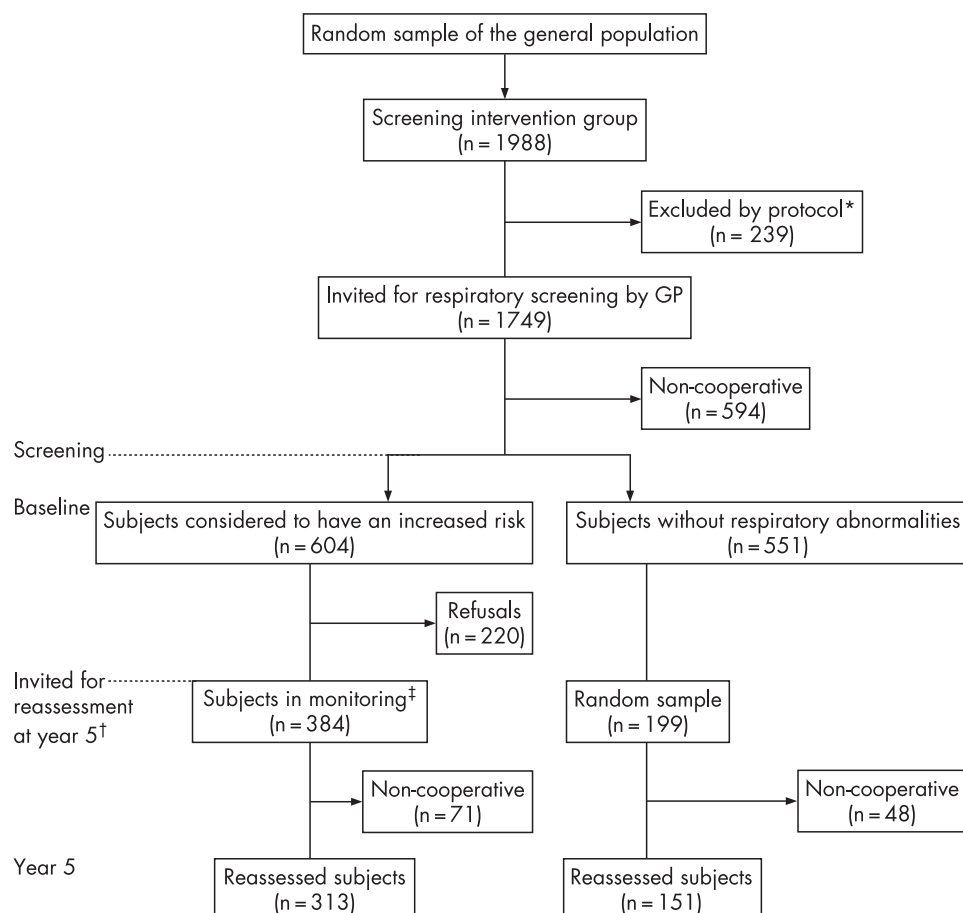 Random sample of the general population
Screening intervention group
(n = 1988)
Excluded by protocol*
(n = 239)
Invited for respiratory screening by GP
(n = 1749)
Non-cooperative
(n = 594)
Screening
Baseline
Subjects considered to have an increased risk
(n = 604)
Subjects without respiratory abnormalities
(n = 551)
Refusals
(n = 220)
Invited for
reassessment
at year 5†
Subjects in monitoring‡
(n = 384)
Random sample
(n = 199)
Non-cooperative
(n = 71)
Non-cooperative
(n = 48)
Year 5
Reassessed subjects
(n = 313)
Reassessed subjects
(n = 151)